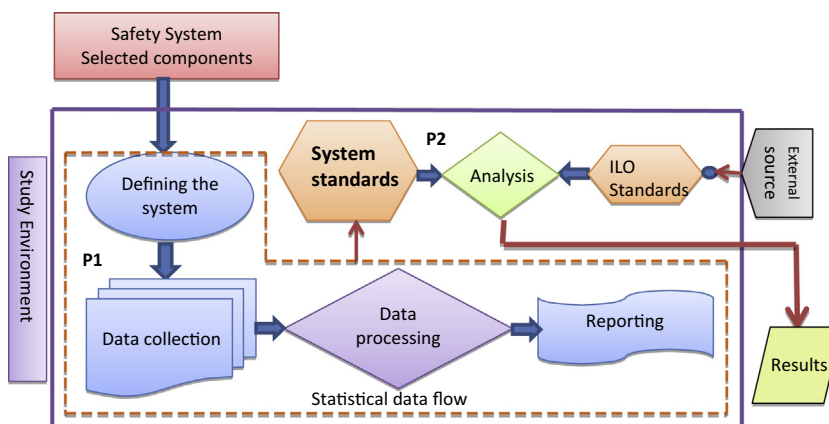 Safety System
Selected components
P2
System
standards
Analysis
ILO
Standards
External
source
Study Environment
Defining the
system
P1
Data collection
Data
processing
Reporting
Results
Statistical data flow